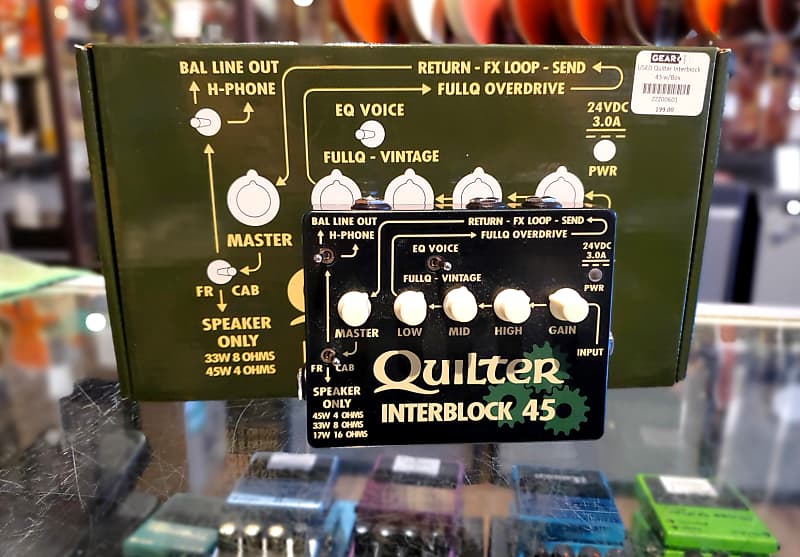 BAL LINE OUT
H-PHONE
RETURN - FX LOOP - SEND
FULLQ OVERDRIVE
EQ VOICE
FULLQ - VINTAGE
24VDC
3.0A
PWR
MASTER
FR CAB
SPEAKER
ONLY
33W 8 OHMS
45W 4 OHMS
GEAR
USED Quilter Interblock
45 w/Box
199.00
BAL LINE OUT
H-PHONE
RETURN - FX LOOP - SEND
FULLQ OVERDRIVE
EQ VOICE
FULLQ - VINTAGE
24VDC
3.0A
PWR
MASTER LOW MID HIGH GAIN
INPUT
FR CAB
SPEAKER
ONLY
45W 4 OHMS
33W 8 OHMS
17W 16 OHMS
QUILTER
INTERBLOCK 45